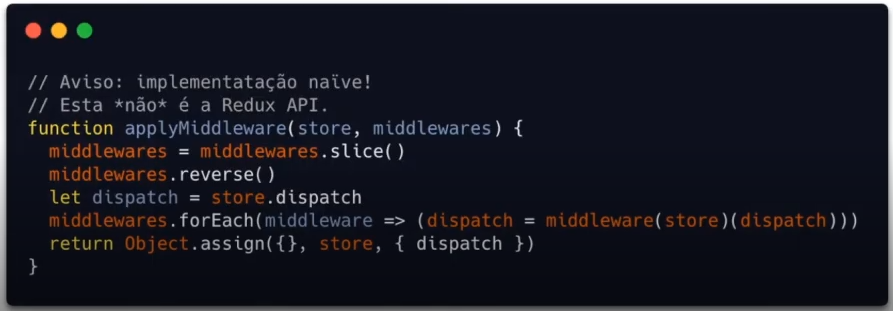 // Aviso: implementatação naïve!
// Esta *não* é a Redux API.
function applyMiddleware(store, middlewares) {
  middlewares = middlewares.slice()
  middlewares.reverse()
  let dispatch = store.dispatch
  middlewares.forEach(middleware => (dispatch = middleware(store)(dispatch)))
  return Object.assign({}, store, { dispatch })
}